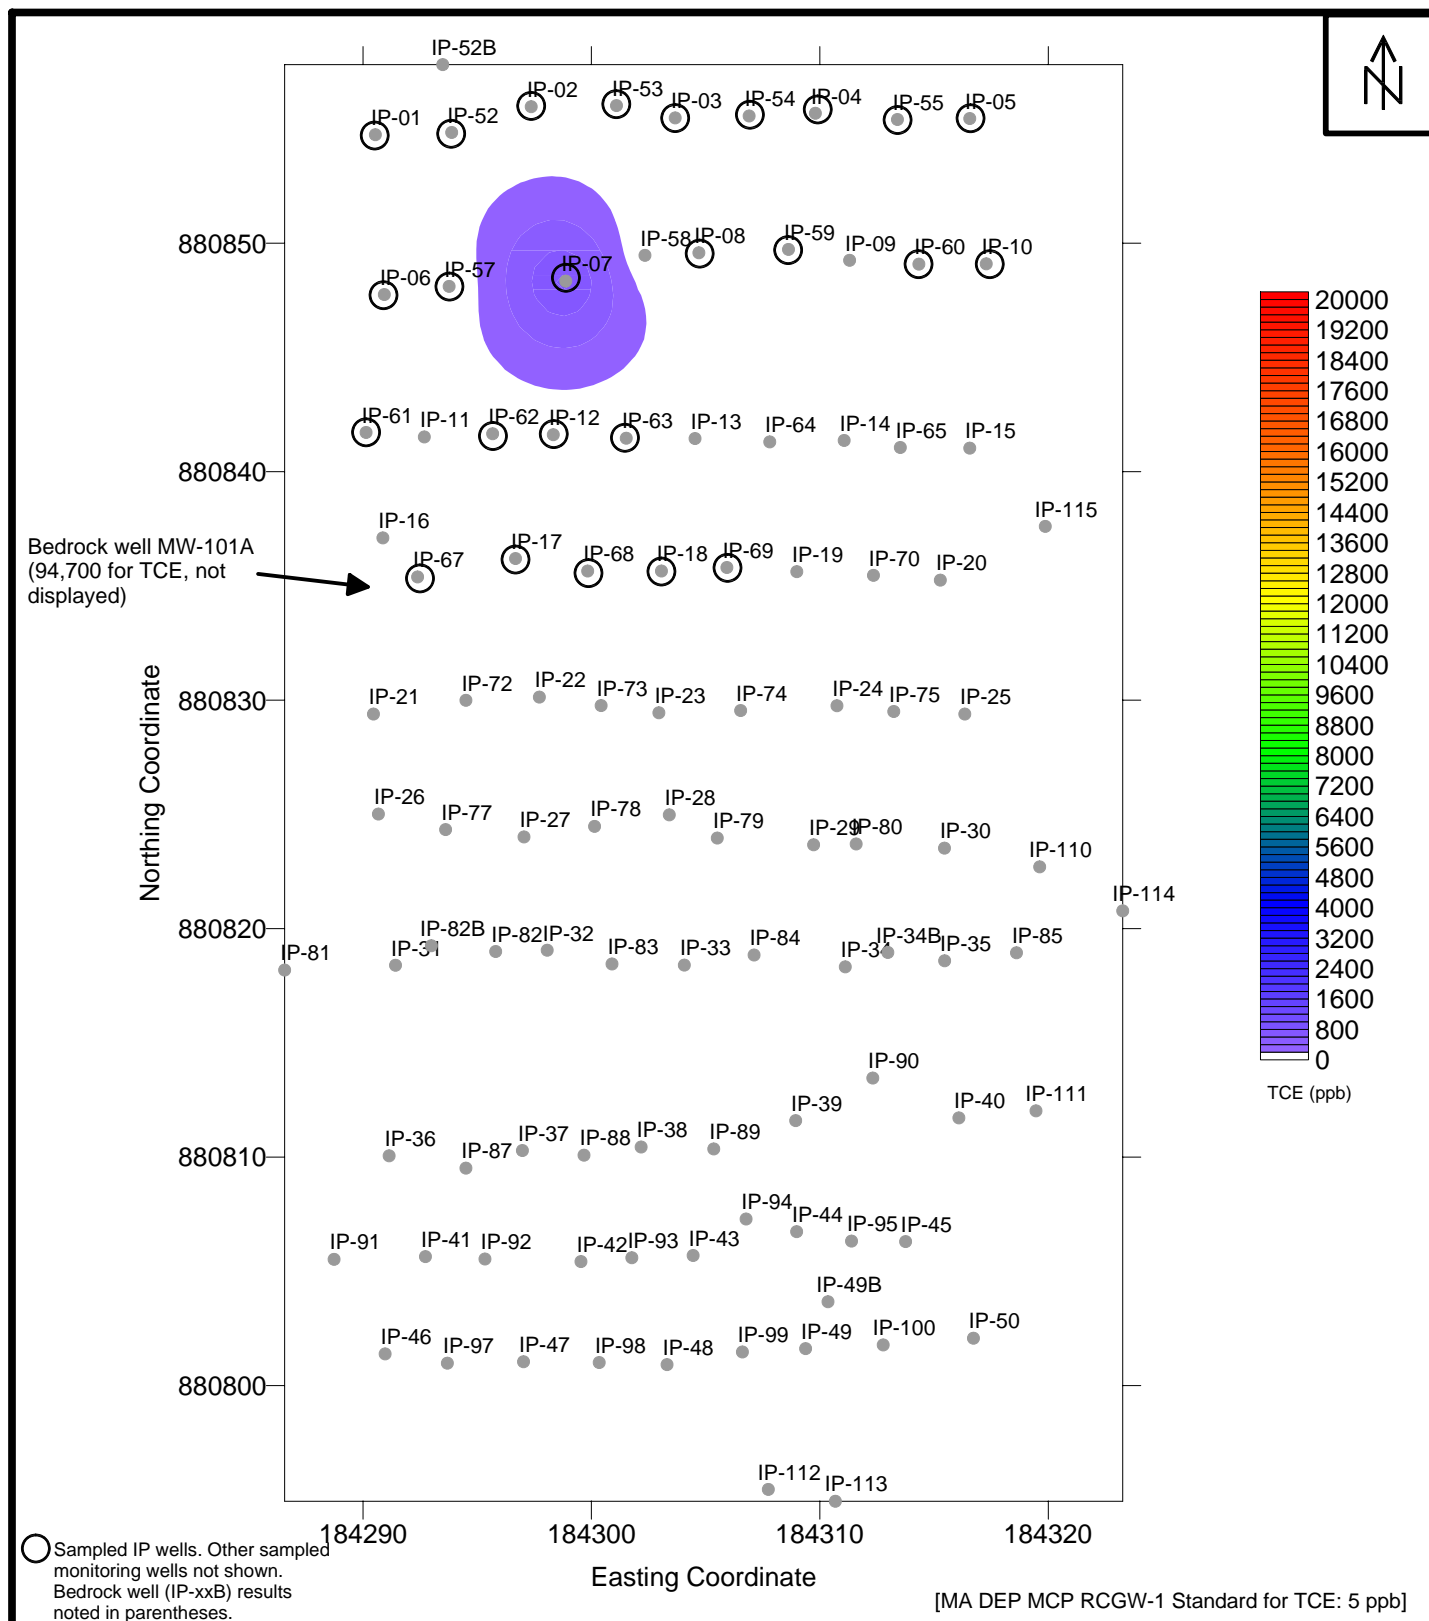 N
IP-52B
IP-02
IP-53
IP-03
IP-54
IP-04
IP-55
IP-05
IP-01
IP-52
880850
IP-58
IP-08
IP-59
IP-09
IP-60
IP-10
IP-06
IP-57
IP-07
IP-61
IP-11
IP-62
IP-12
IP-63
IP-13
IP-64
IP-14
IP-65
IP-15
880840
IP-16
IP-115
Bedrock well MW-101A
(94,700 for TCE, not
displayed)
IP-67
IP-17
IP-68
IP-18
IP-69
IP-19
IP-70
IP-20
Northing Coordinate
880830
IP-21
IP-72
IP-22
IP-73
IP-23
IP-74
IP-24
IP-75
IP-25
IP-26
IP-77
IP-27
IP-78
IP-28
IP-79
IP-29
IP-80
IP-30
IP-110
IP-114
880820
IP-81
IP-31
IP-82B
IP-82
IP-32
IP-83
IP-33
IP-84
IP-34
IP-34B
IP-35
IP-85
IP-90
IP-39
IP-40
IP-111
880810
IP-36
IP-87
IP-37
IP-88
IP-38
IP-89
IP-94
IP-44
IP-95
IP-45
IP-91
IP-41
IP-92
IP-42
IP-93
IP-43
IP-49B
IP-46
IP-97
IP-47
IP-98
IP-48
IP-99
IP-49
IP-100
IP-50
880800
IP-112
IP-113
184290
184300
184310
184320
Easting Coordinate
20000
19200
18400
17600
16800
16000
15200
14400
13600
12800
12000
11200
10400
9600
8800
8000
7200
6400
5600
4800
4000
3200
2400
1600
800
0
TCE (ppb)
Sampled IP wells. Other sampled
monitoring wells not shown.
Bedrock well (IP-xxB) results
noted in parentheses.
[MA DEP MCP RCGW-1 Standard for TCE: 5 ppb]